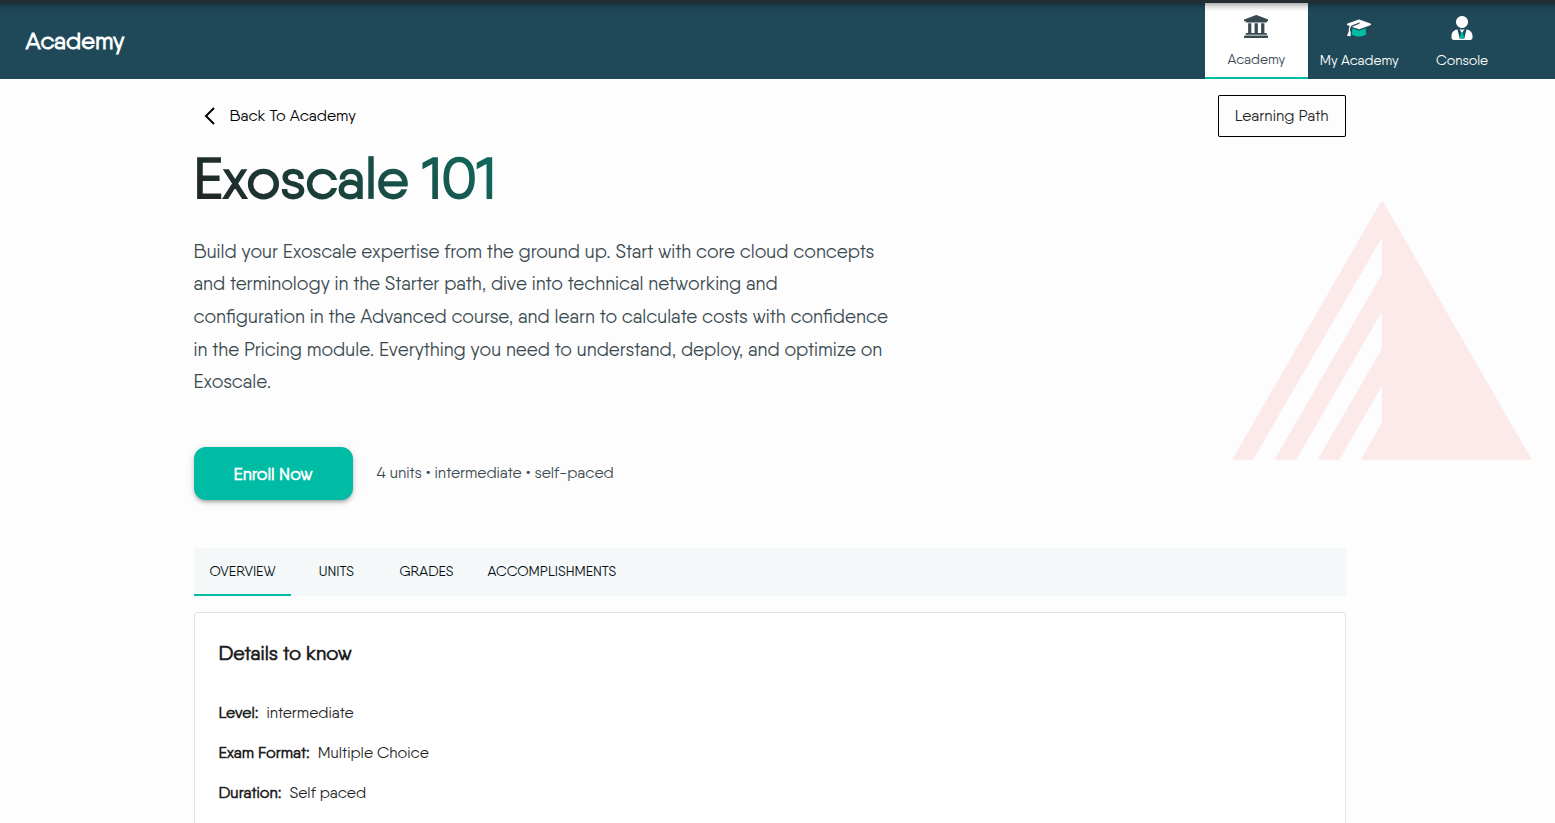 Academy
Academy
My Academy
Console
Back To Academy
Learning Path
Exoscale 101
Build your Exoscale expertise from the ground up. Start with core cloud concepts
and terminology in the Starter path, dive into technical networking and
configuration in the Advanced course, and learn to calculate costs with confidence
in the Pricing module. Everything you need to understand, deploy, and optimize on
Exoscale.
Enroll Now
4 units • intermediate • self-paced
OVERVIEW
UNITS
GRADES
ACCOMPLISHMENTS
Details to know
Level: intermediate
Exam Format: Multiple Choice
Duration: Self paced